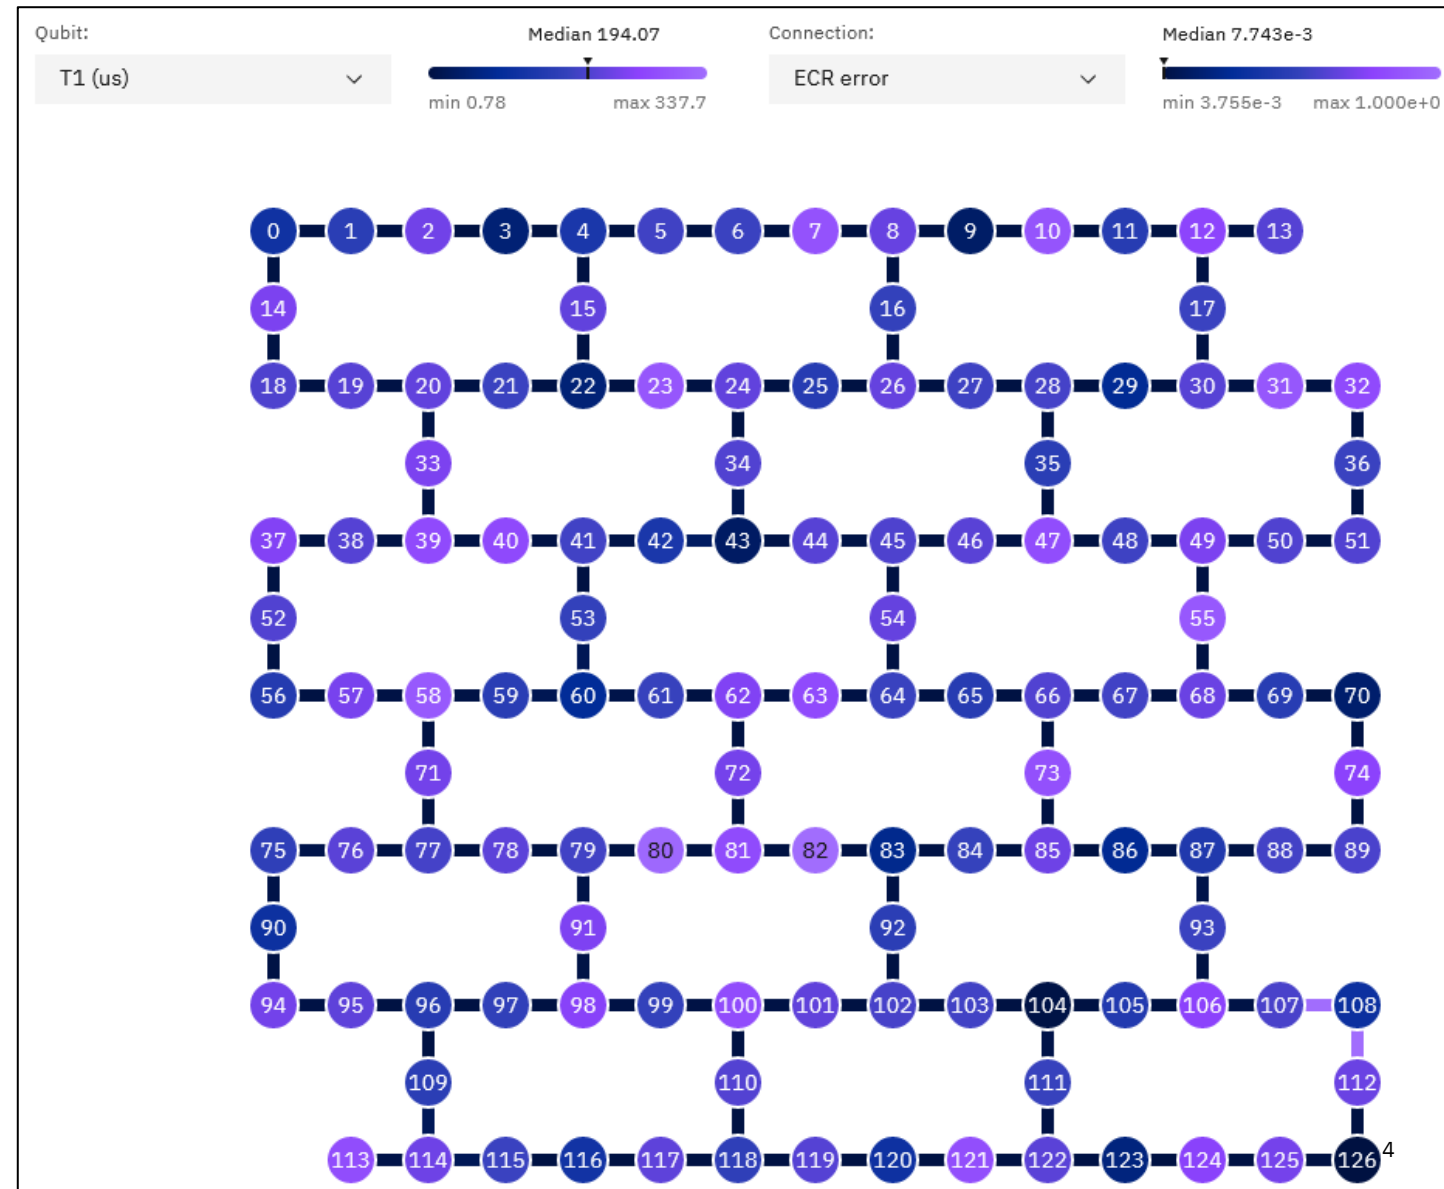 Qubit: Median 194.07 Connection: Median 7.743e-3
T1 (us) ECR error
min 0.78 max 337.7 min 3.755e-3 max 1.000e+0
0 1 2 3 4 5 6 7 8 9 10 11 12 13
14 15 16 17
18 19 20 21 22 23 24 25 26 27 28 29 30 31 32
33 34 35 36
37 38 39 40 41 42 43 44 45 46 47 48 49 50 51
52 53 54 55
56 57 58 59 60 61 62 63 64 65 66 67 68 69 70
71 72 73 74
75 76 77 78 79 80 81 82 83 84 85 86 87 88 89
90 91 92 93
94 95 96 97 98 99 100 101 102 103 104 105 106 107 108
109 110 111 112
113 114 115 116 117 118 119 120 121 122 123 124 125 126 4